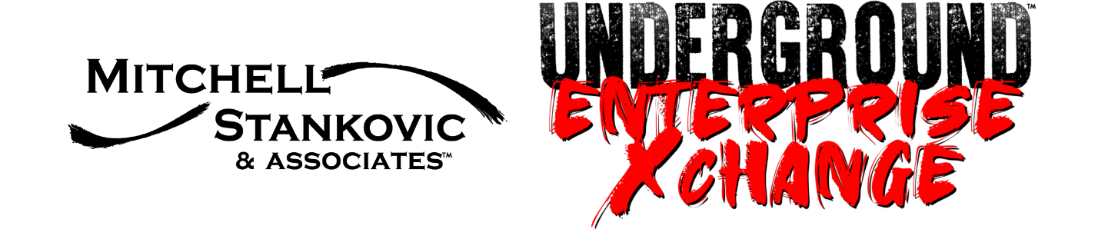 MITCHELL
STANKOVIC
& ASSOCIATES™
UNDERGROUND™
ENTERPRISE
XCHANGE